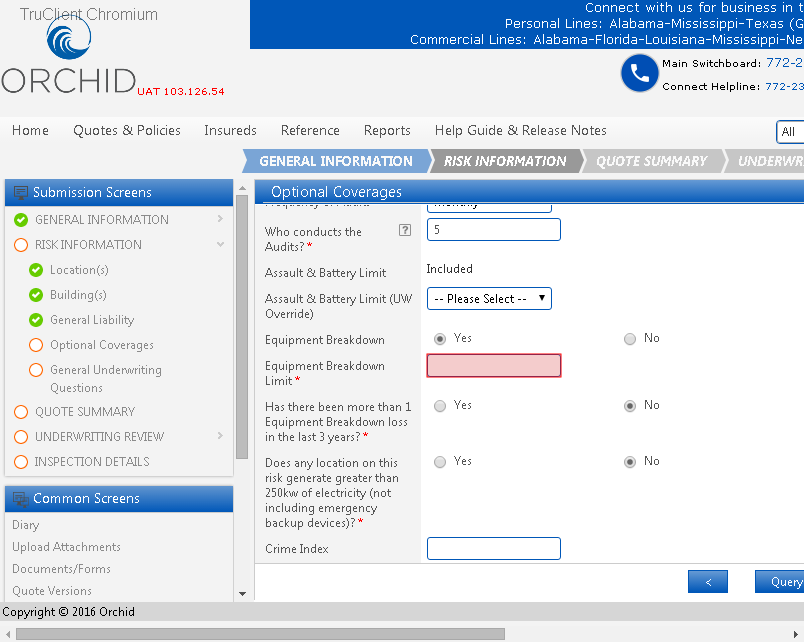 TruClient Chromium
ORCHID
UAT 103.126.54
Connect with us for business in t
Personal Lines: Alabama-Mississippi-Texas (G
Commercial Lines: Alabama-Florida-Louisiana-Mississippi-Ne
Main Switchboard: 772-2
Connect Helpline: 772-23
Home Quotes & Policies Insureds Reference Reports Help Guide & Release Notes
All
GENERAL INFORMATION RISK INFORMATION QUOTE SUMMARY UNDERWR
Submission Screens
GENERAL INFORMATION
RISK INFORMATION
Location(s)
Building(s)
General Liability
Optional Coverages
General Underwriting
Questions
QUOTE SUMMARY
UNDERWRITING REVIEW
INSPECTION DETAILS
Common Screens
Diary
Upload Attachments
Documents/Forms
Quote Versions
Optional Coverages
Who conducts the
Audits? *
?
5
Assault & Battery Limit
Included
Assault & Battery Limit (UW
Override)
-- Please Select --
Equipment Breakdown
Yes No
Equipment Breakdown
Limit *
Has there been more than 1
Equipment Breakdown loss
in the last 3 years? *
Yes No
Does any location on this
risk generate greater than
250kw of electricity (not
including emergency
backup devices)? *
Yes No
Crime Index
< Query
Copyright © 2016 Orchid